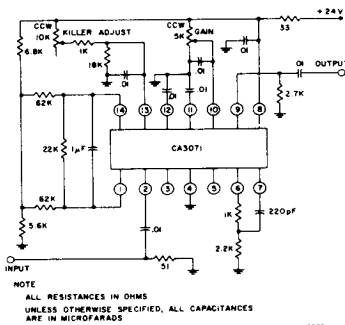 +24V
CCW
10K
KILLER ADJUST
1K
18K
6.8K
.01
CCW
5K
GAIN
.01
.01
.01
.01
33
.01
OUTPUT
2.7K
62K
22K
1µF
62K
5.6K
14
13
12
11
10
9
8
CA3071
1
2
3
4
5
6
7
.01
51
INPUT
1K
220pF
2.2K
NOTE
ALL RESISTANCES IN OHMS
UNLESS OTHERWISE SPECIFIED, ALL CAPACITANCES
ARE IN MICROFARADS